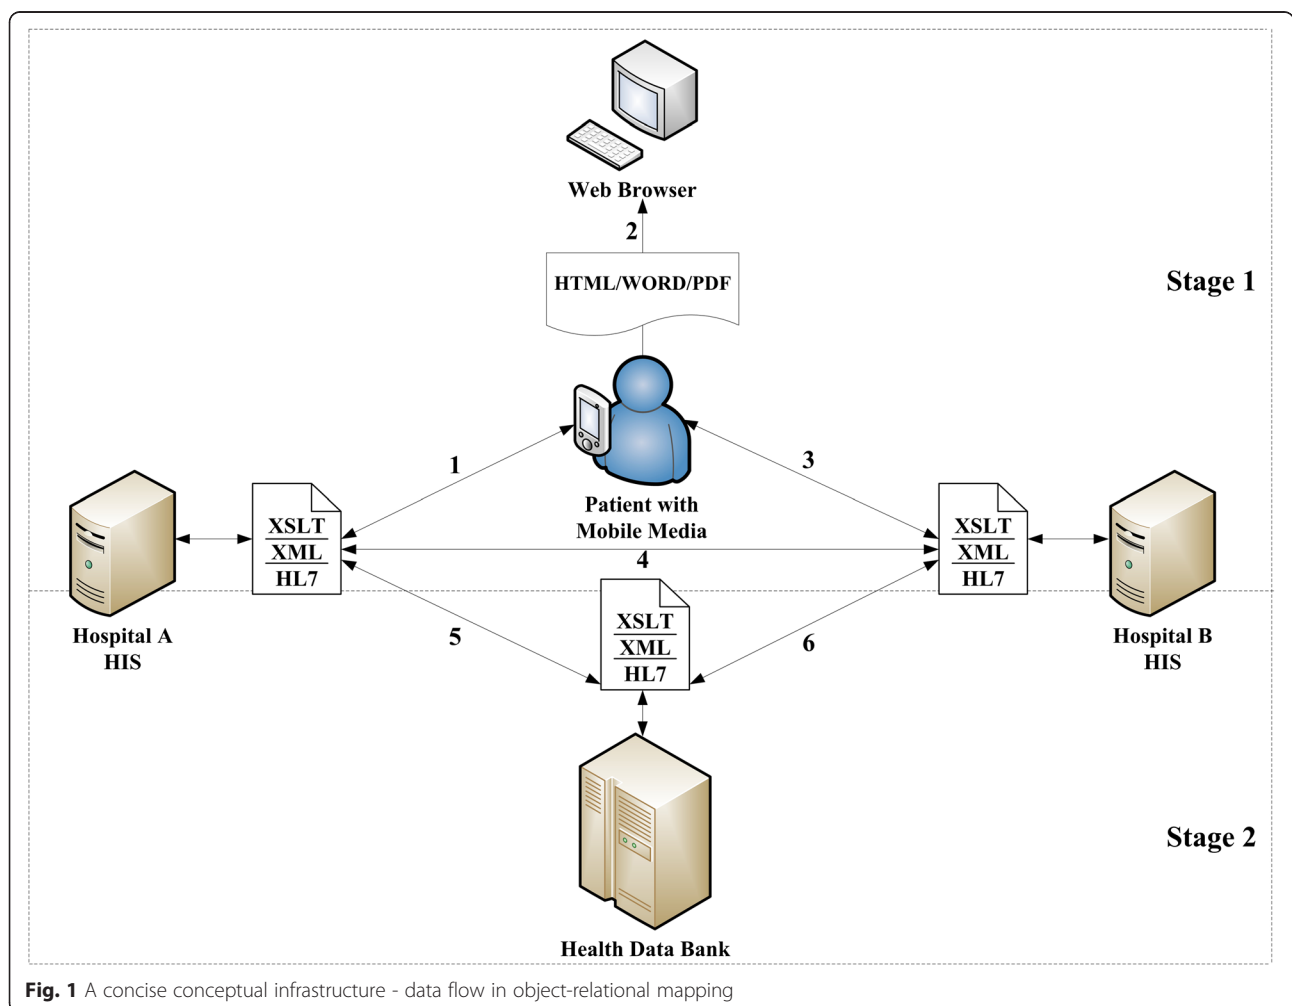 Web Browser
2
HTML/WORD/PDF
Stage 1
1
3
Patient with
Mobile Media
XSLT
XML
HL7
XSLT
XML
HL7
4
Hospital A
HIS
5
XSLT
XML
HL7
6
Hospital B
HIS
Stage 2
Health Data Bank
Fig. 1 A concise conceptual infrastructure - data flow in object-relational mapping